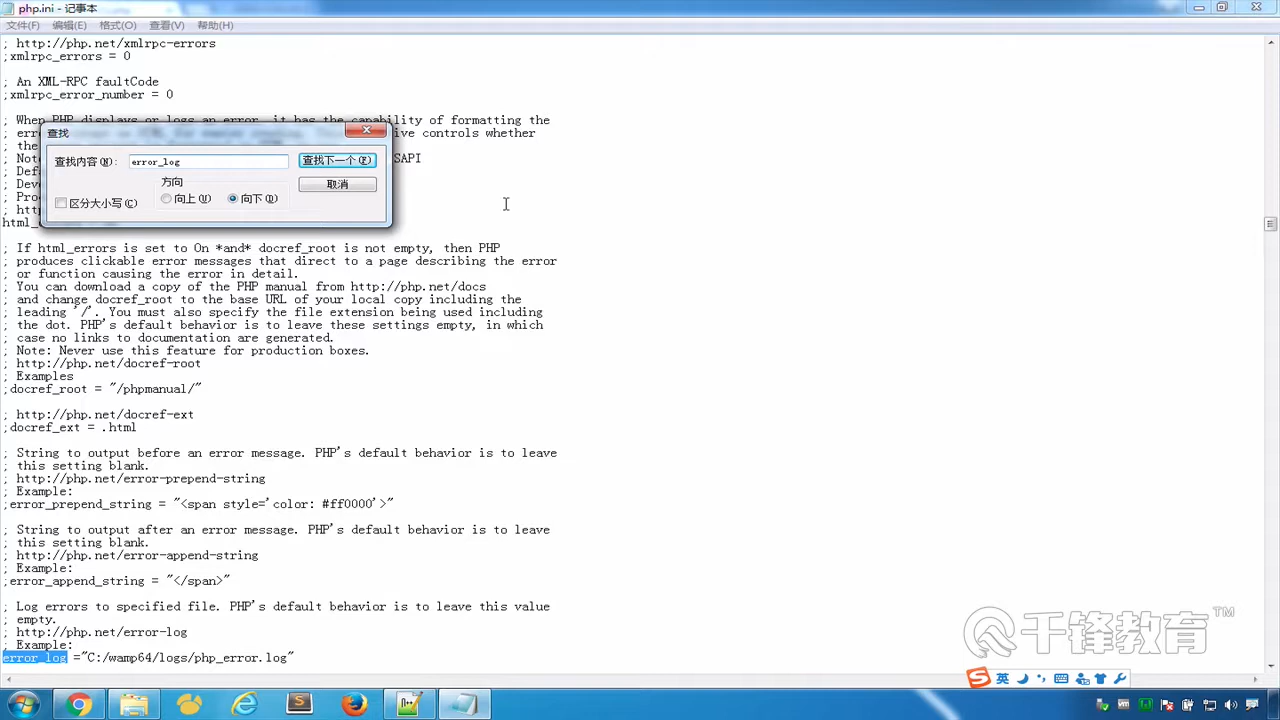 php.ini - 记事本
文件(F) 编辑(E) 格式(O) 查看(V) 帮助(H)
; http://php.net/xmlrpc-errors
;xmlrpc_errors = 0
; An XML-RPC faultCode
;xmlrpc_error_number = 0
; When PHP displays or logs an error, it has the capability of formatting the
; err ive controls whether
; the
; Not SAPI
; Def
; Dev
; Pro
; ht
html_
查找
查找内容(N): error_log 查找下一个(F)
方向 取消
区分大小写(C) 向上(U) 向下(D)
; If html_errors is set to On *and* docref_root is not empty, then PHP
; produces clickable error messages that direct to a page describing the error
; or function causing the error in detail.
; You can download a copy of the PHP manual from http://php.net/docs
; and change docref_root to the base URL of your local copy including the
; leading '/'. You must also specify the file extension being used including
; the dot. PHP's default behavior is to leave these settings empty, in which
; case no links to documentation are generated.
; Note: Never use this feature for production boxes.
; http://php.net/docref-root
; Examples
;docref_root = "/phpmanual/"
; http://php.net/docref-ext
;docref_ext = .html
; String to output before an error message. PHP's default behavior is to leave
; this setting blank.
; http://php.net/error-prepend-string
; Example:
;error_prepend_string = "<span style='color: #ff0000'>"
; String to output after an error message. PHP's default behavior is to leave
; this setting blank.
; http://php.net/error-append-string
; Example:
;error_append_string = "</span>"
; Log errors to specified file. PHP's default behavior is to leave this value
; empty.
; http://php.net/error-log
; Example:
error_log ="C:/wamp64/logs/php_error.log"
千锋教育™
英